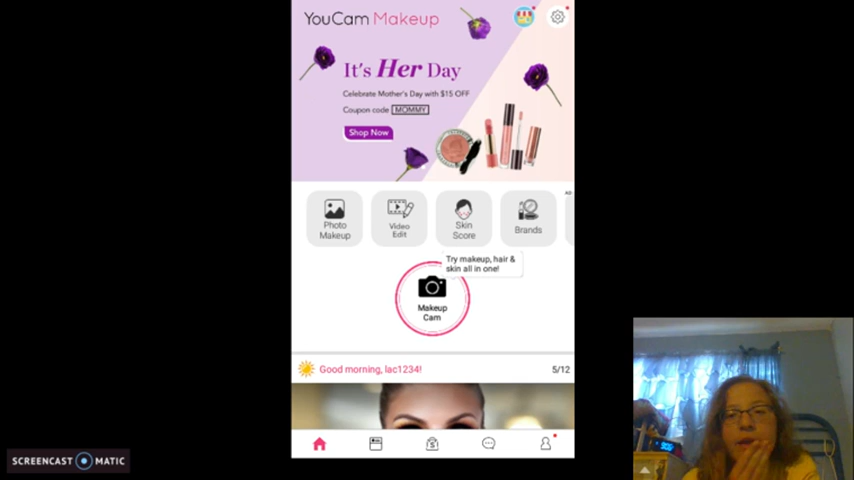 YouCam Makeup
It's Her Day
Celebrate Mother's Day with $15 OFF
Coupon code MOMMY
Shop Now
AD
Photo
Makeup
Video
Edit
Skin
Score
Brands
Try makeup, hair &
skin all in one!
Makeup
Cam
Good morning, lac1234!
5/12
SCREENCAST MATIC